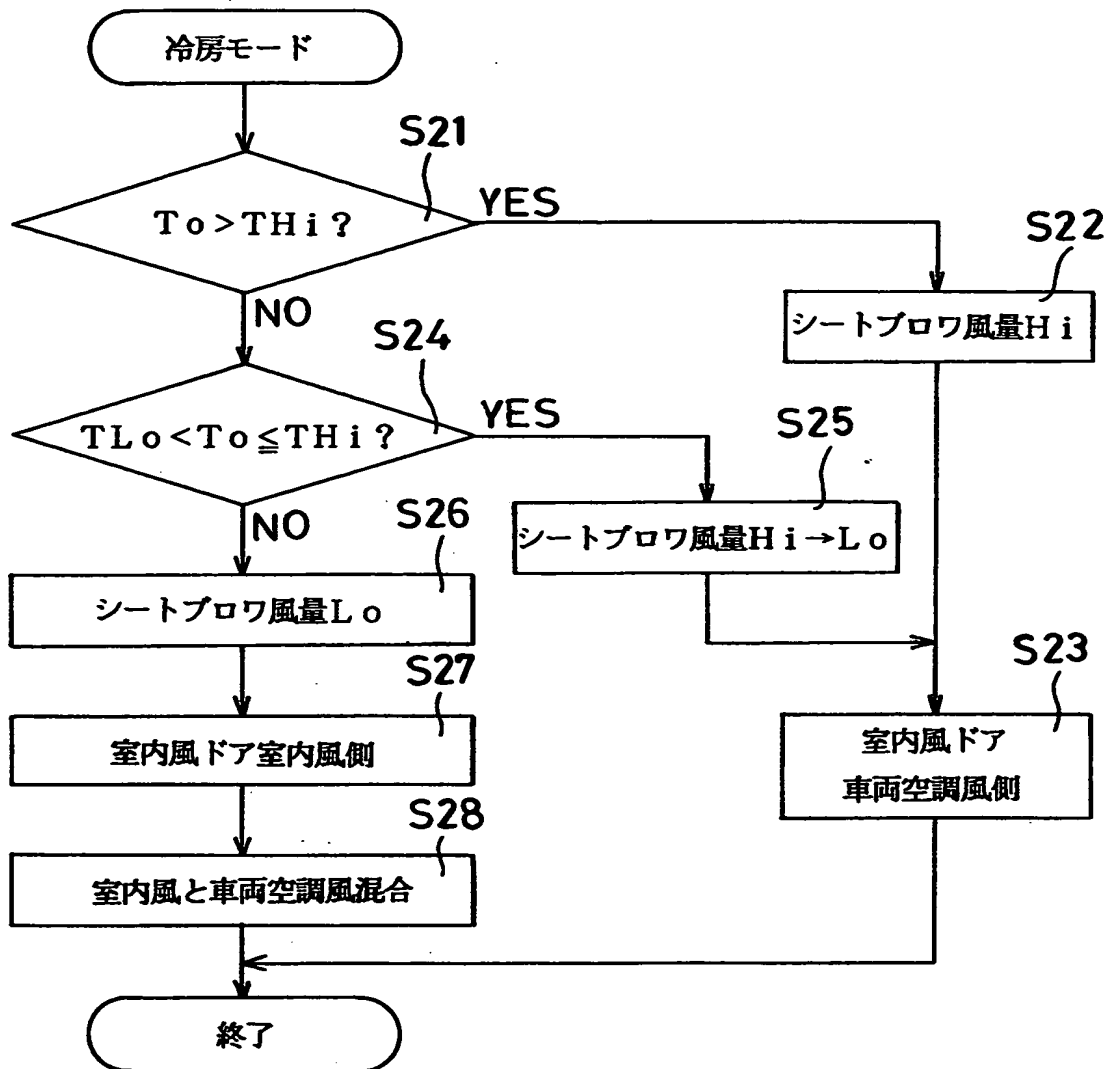 冷房モード
S21
To>THi?
YES
S22
シートブロワ風量Hi
NO
S24
TLo<To≦THi?
YES
S25
シートブロワ風量Hi→Lo
NO
S26
シートブロワ風量Lo
S27
室内風ドア室内風側
S23
室内風ドア
車両空調風側
S28
室内風と車両空調風混合
終了